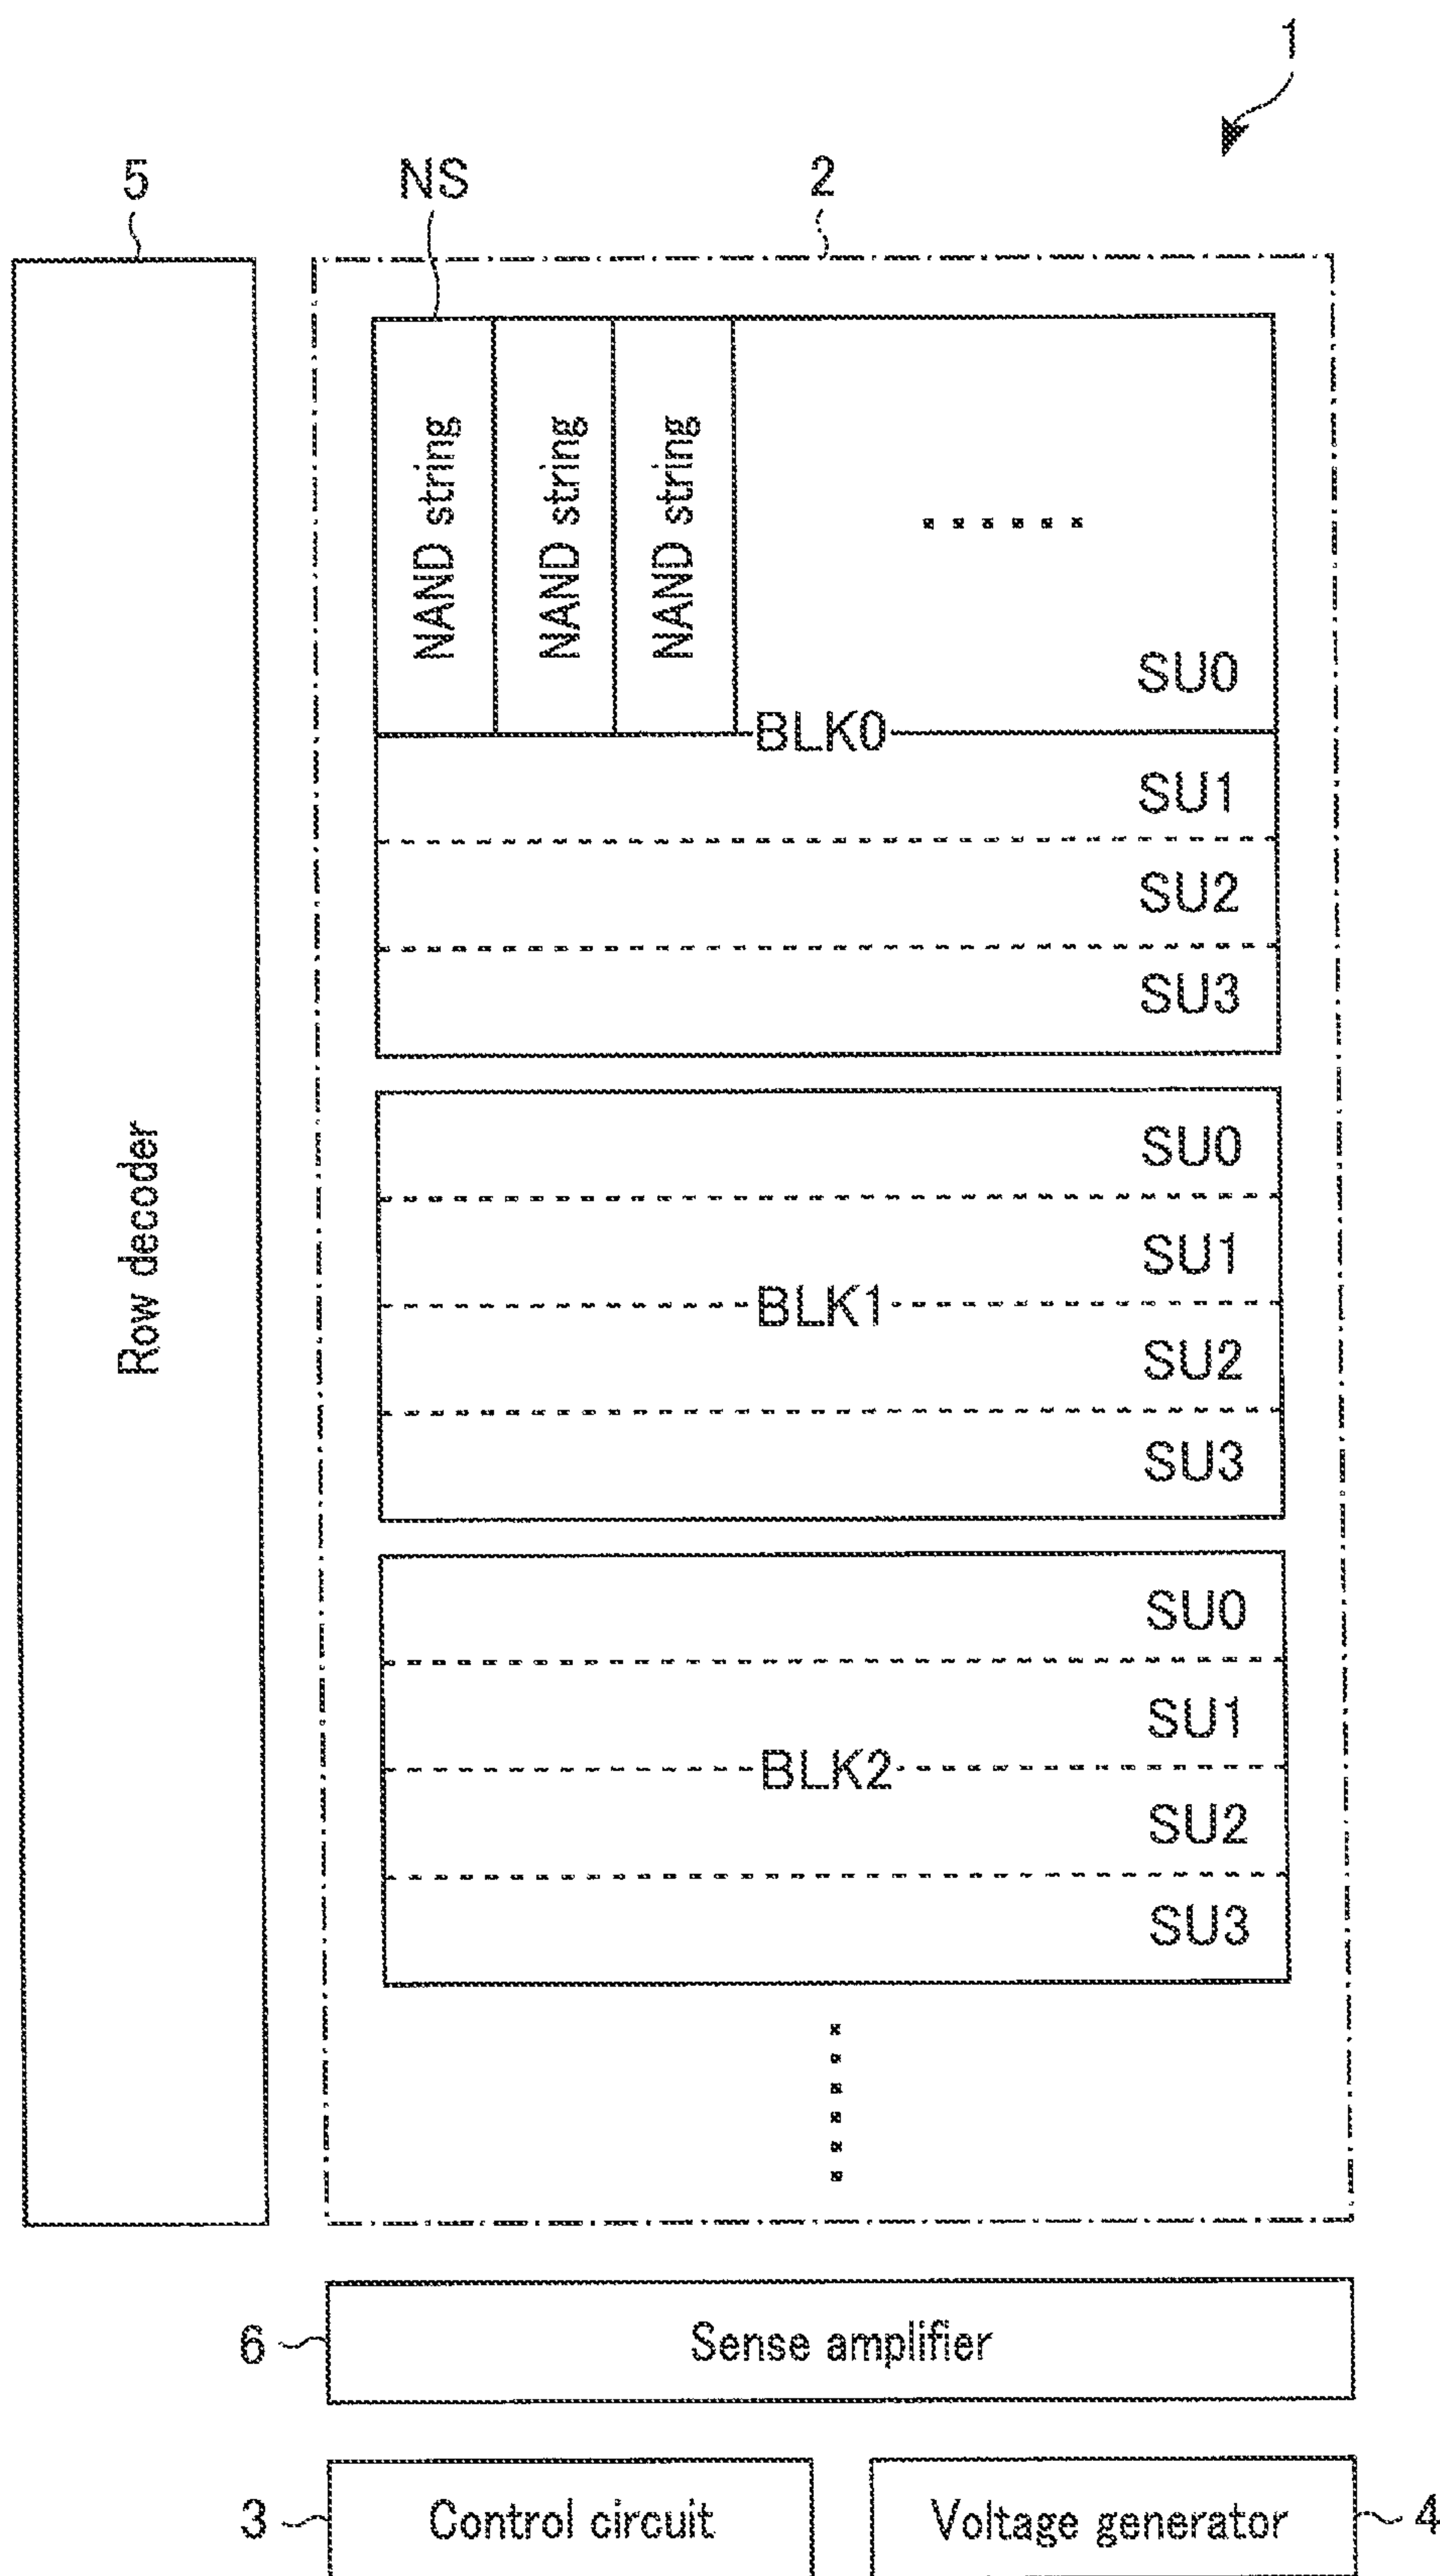 1
5
NS
2
NAND string
NAND string
NAND string
SU0
BLK0
SU1
SU2
SU3
SU0
SU1
BLK1
SU2
SU3
SU0
SU1
BLK2
SU2
SU3
Row decoder
6
Sense amplifier
3
Control circuit
Voltage generator
4